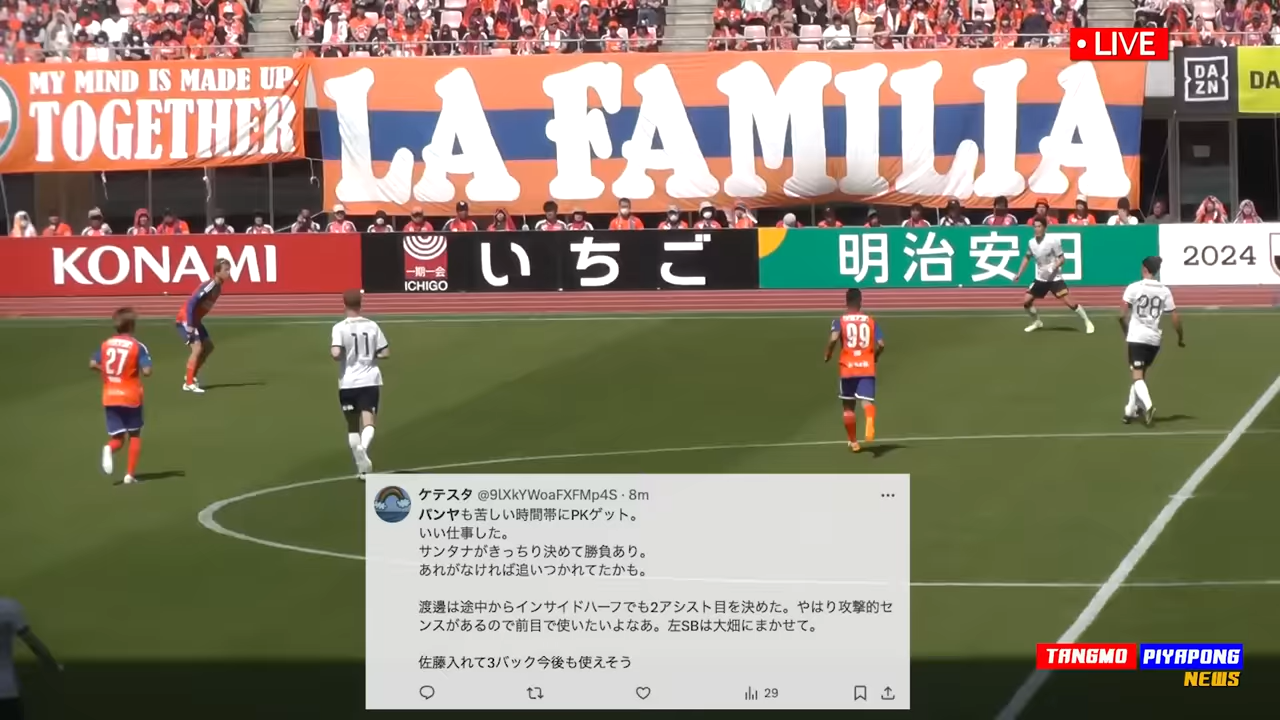 LIVE
MY MIND IS MADE UP.
TOGETHER
LA FAMILIA
DA
ZN
DA
KONAMI
一期一会
ICHIGO
いちご
明治安田
2024
27
11
99
28
ケテスタ @9lXkYWoaFXFMp4S · 8m
バンヤも苦しい時間帯にPKゲット。
いい仕事した。
サンタナがきっちり決めて勝負あり。
あれがなければ追いつかれてたかも。
渡邊は途中からインサイドハーフでも2アシスト目を決めた。やはり攻撃的セ
ンスがあるので前目で使いたいよなあ。左SBは大畑にまかせて。
佐藤入れて3バック今後も使えそう
29
TANGMO PIYAPONG
NEWS